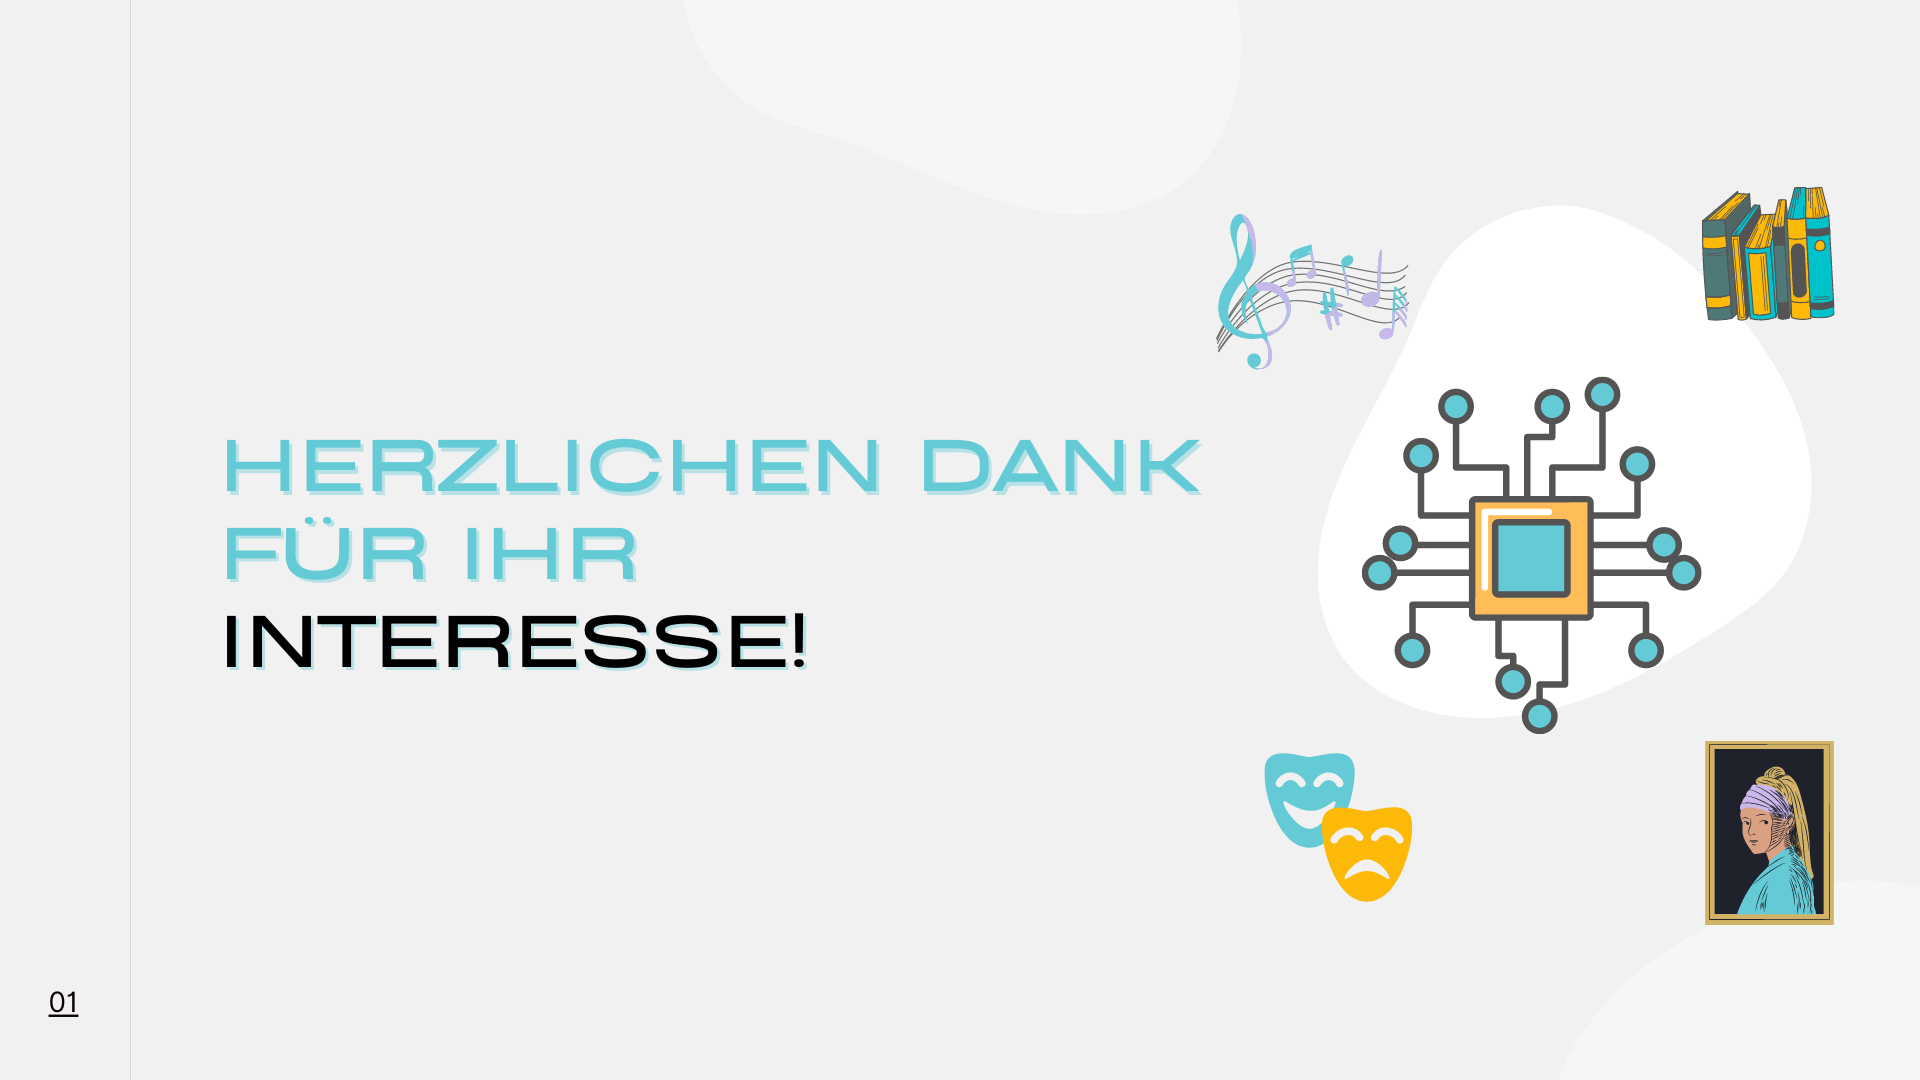 HERZLICHEN DANK
FÜR IHR
INTERESSE!
01